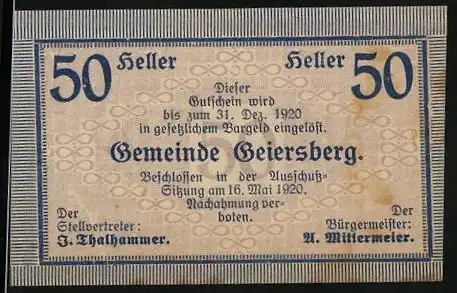 50 Heller Heller 50
Dieser
Gutschein wird
bis zum 31. Dez. 1920
in gesetzlichem Bargeld eingelöst.
Gemeinde Geiersberg.
Beschlossen in der Ausschuß-
Sitzung am 16. Mai 1920.
Nachahmung ver-
boten.
Der
Stellvertreter:
J. Thalhammer.
Der
Bürgermeister:
A. Mittermeier.